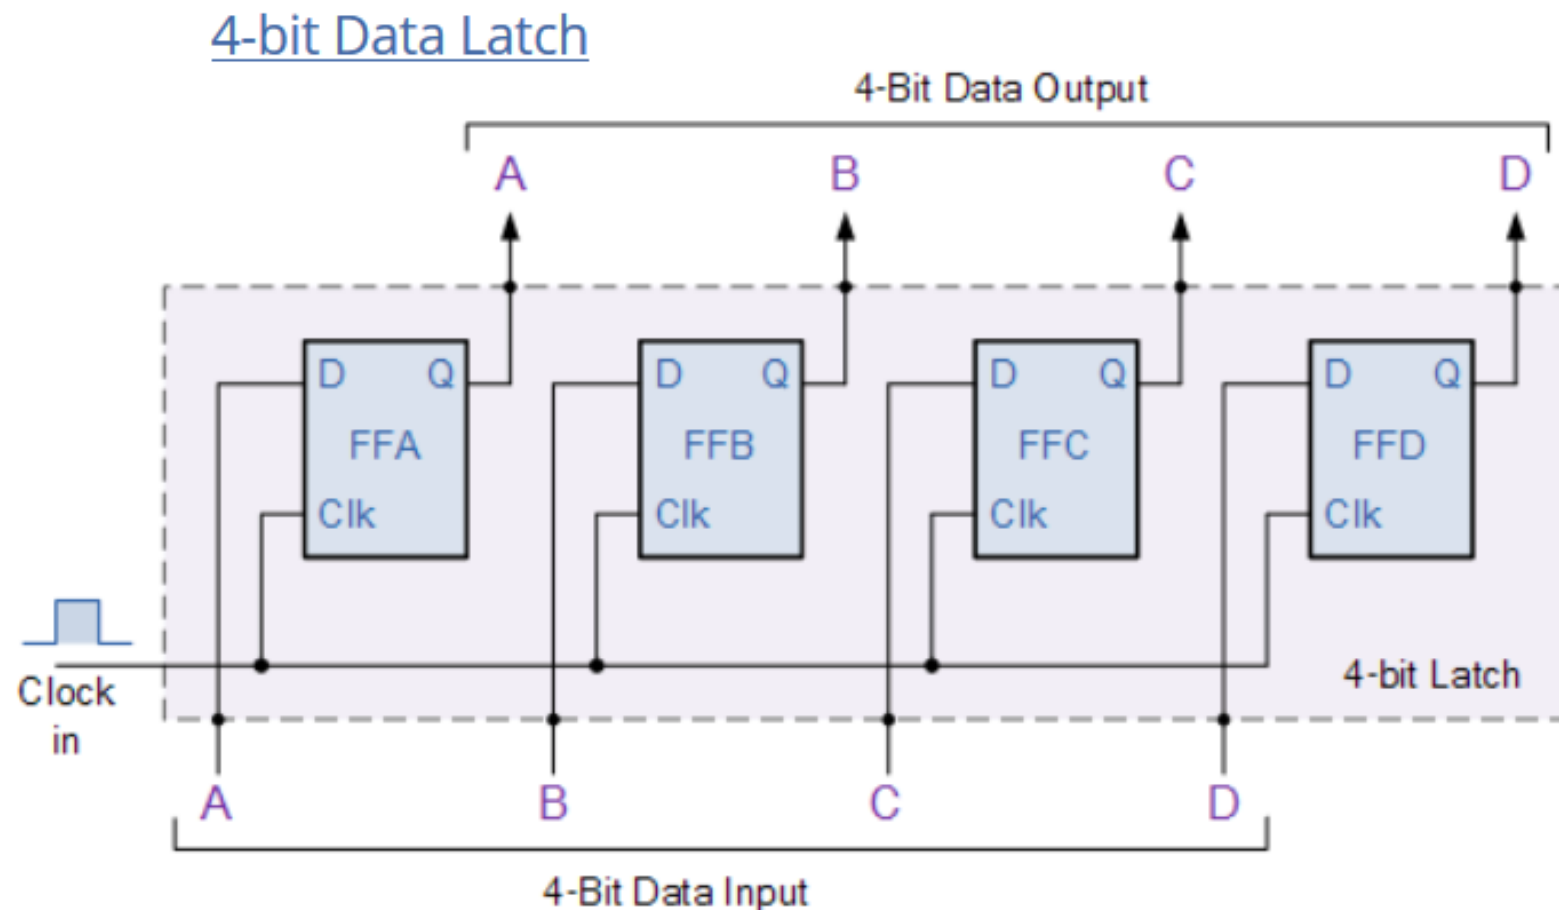 4-bit Data Latch
4-Bit Data Output
A B C D
D Q D Q D Q D Q
FFA FFB FFC FFD
Clk Clk Clk Clk
Clock
in
4-bit Latch
A B C D
4-Bit Data Input